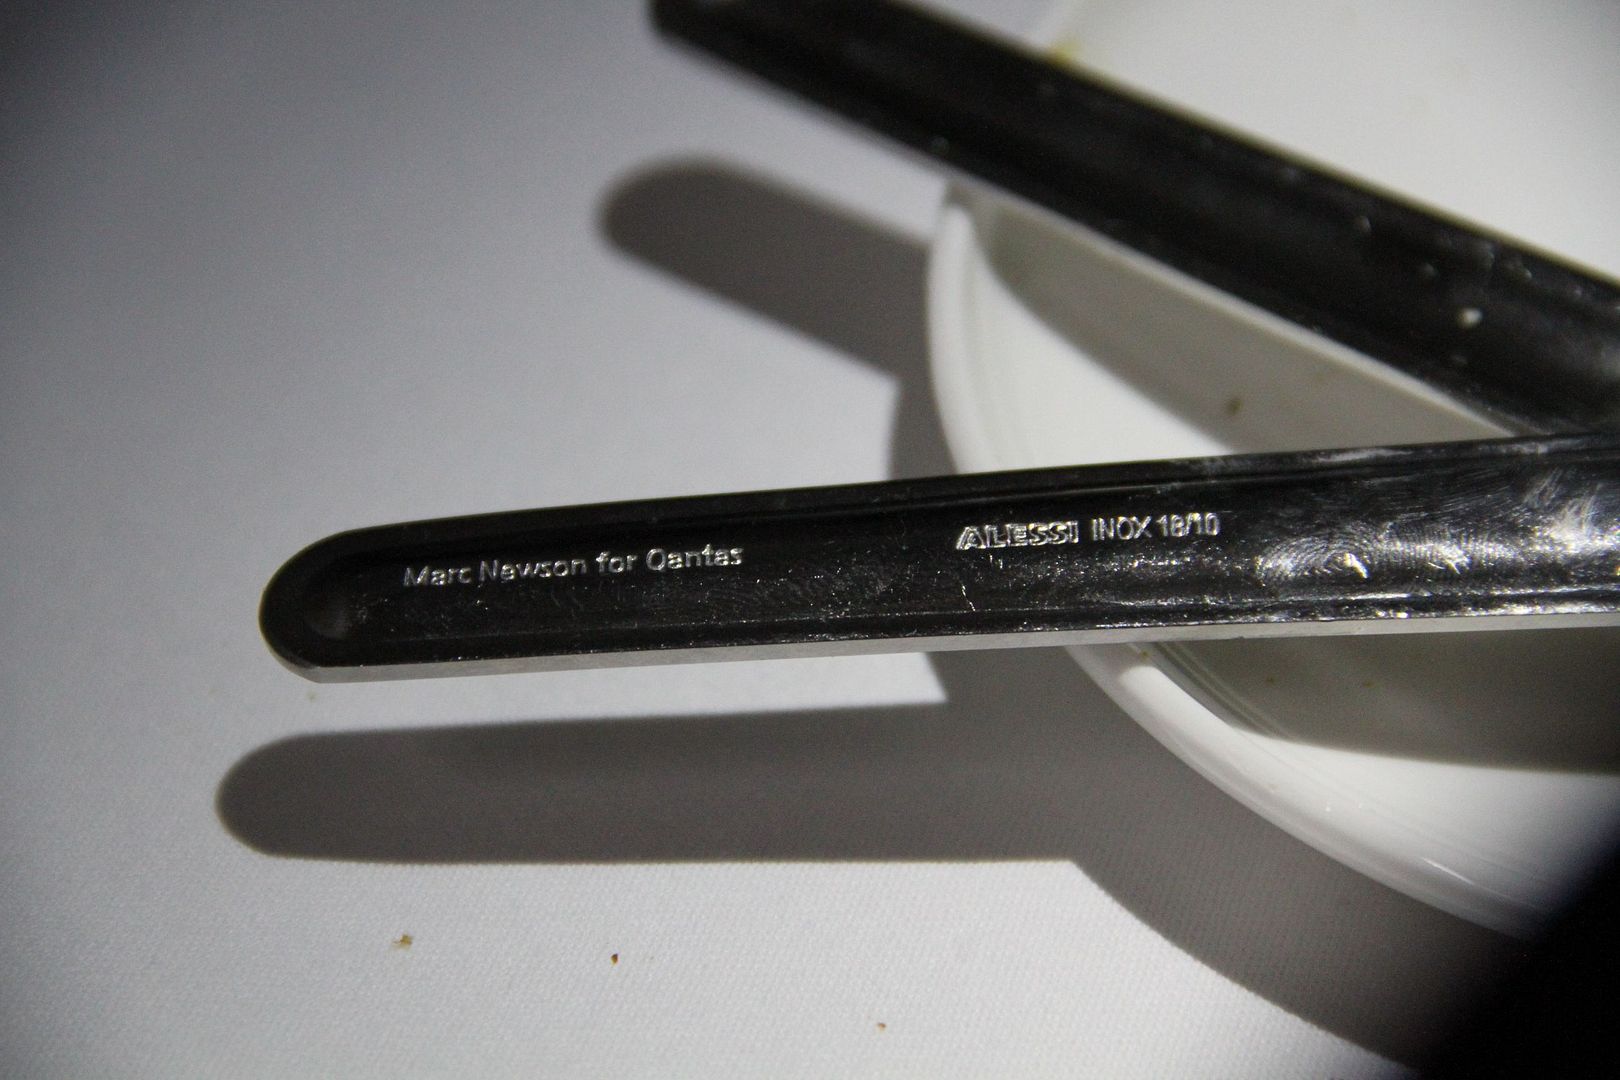 Marc Newson for Qantas
ALESSI INOX 18/10